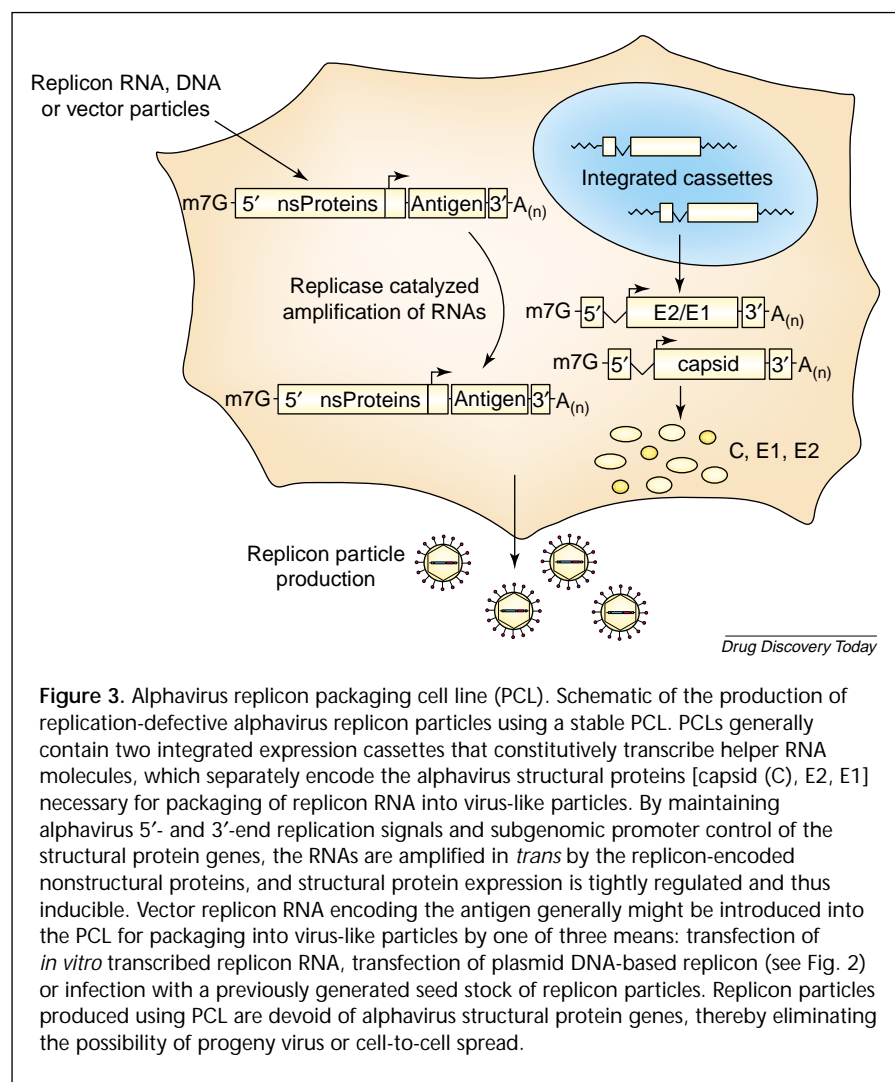 Replicon RNA, DNA
or vector particles
Integrated cassettes
m7G 5′ nsProteins Antigen 3′ A(n)
Replicase catalyzed
amplification of RNAs
m7G 5′ E2/E1 3′ A(n)
m7G 5′ capsid 3′ A(n)
m7G 5′ nsProteins Antigen 3′ A(n)
C, E1, E2
Replicon particle
production
Drug Discovery Today
Figure 3. Alphavirus replicon packaging cell line (PCL). Schematic of the production of
replication-defective alphavirus replicon particles using a stable PCL. PCLs generally
contain two integrated expression cassettes that constitutively transcribe helper RNA
molecules, which separately encode the alphavirus structural proteins [capsid (C), E2, E1]
necessary for packaging of replicon RNA into virus-like particles. By maintaining
alphavirus 5′- and 3′-end replication signals and subgenomic promoter control of the
structural protein genes, the RNAs are amplified in trans by the replicon-encoded
nonstructural proteins, and structural protein expression is tightly regulated and thus
inducible. Vector replicon RNA encoding the antigen generally might be introduced into
the PCL for packaging into virus-like particles by one of three means: transfection of
in vitro transcribed replicon RNA, transfection of plasmid DNA-based replicon (see Fig. 2)
or infection with a previously generated seed stock of replicon particles. Replicon particles
produced using PCL are devoid of alphavirus structural protein genes, thereby eliminating
the possibility of progeny virus or cell-to-cell spread.